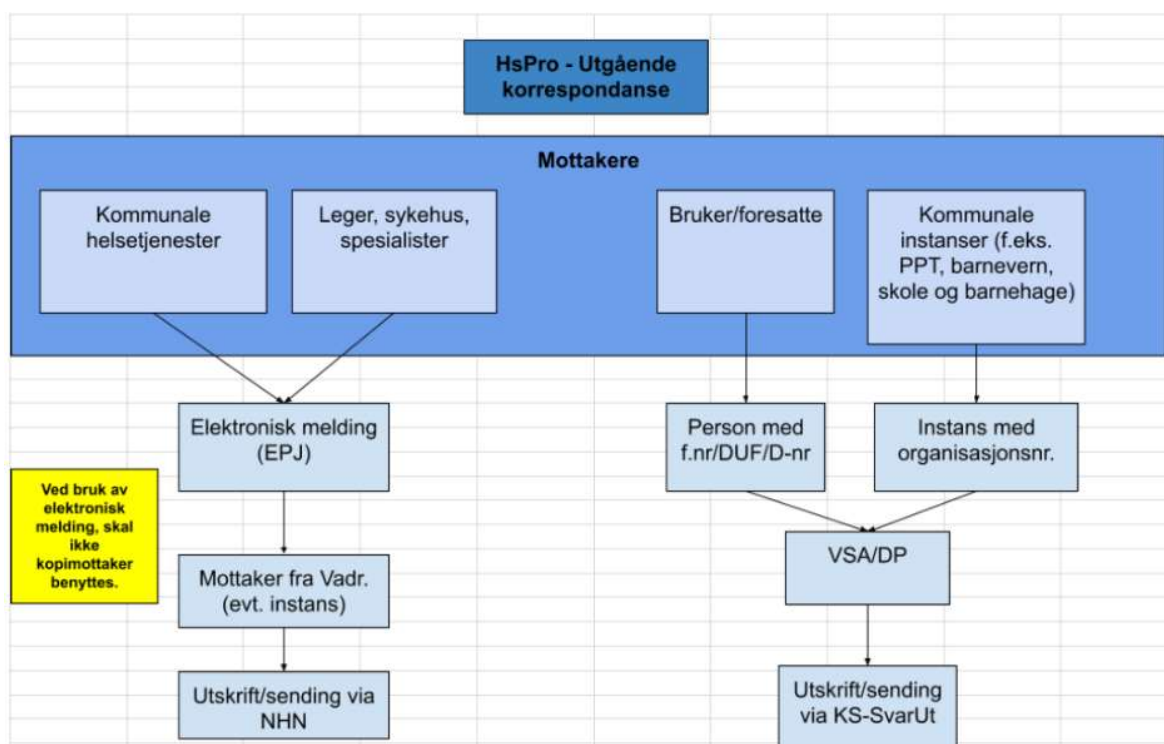 HsPro - Utgående
korrespondanse
Mottakere
Kommunale
helsetjenester
Leger, sykehus,
spesialister
Bruker/foresatte
Kommunale
instanser (f.eks.
PPT, barnevern,
skole og barnehage)
Elektronisk melding
(EPJ)
Person med
f.nr/DUF/D-nr
Instans med
organisasjonsnr.
Ved bruk av
elektronisk
melding, skal
ikke
kopimottaker
benyttes.
Mottaker fra Vadr.
(evt. instans)
VSA/DP
Utskrift/sending via
NHN
Utskrift/sending
via KS-SvarUt